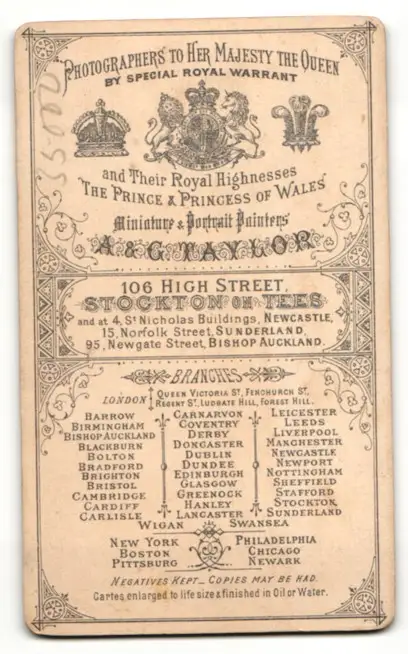 Photographers to Her Majesty the Queen
by special Royal Warrant
and Their Royal Highnesses
The Prince & Princess of Wales
Miniature & Portrait Painters
A & G TAYLOR
106 High Street,
STOCKTON on TEES
and at 4, St Nicholas Buildings, Newcastle,
15, Norfolk Street, Sunderland,
95, Newgate Street, Bishop Auckland.
BRANCHES
LONDON { Queen Victoria St, Fenchurch St,
Regent St, Ludgate Hill, Forest Hill.
Barrow
Birmingham
Bishop Auckland
Blackburn
Bolton
Bradford
Brighton
Bristol
Cambridge
Cardiff
Carlisle
Carnarvon
Coventry
Derby
Doncaster
Dublin
Dundee
Edinburgh
Glasgow
Greenock
Hanley
Lancaster
Leicester
Leeds
Liverpool
Manchester
Newcastle
Newport
Nottingham
Sheffield
Stafford
Stockton
Sunderland
Wigan Swansea
New York Philadelphia
Boston Chicago
Pittsburg Newark
Negatives Kept _ Copies may be had.
Cartes enlarged to life size & finished in Oil or Water.